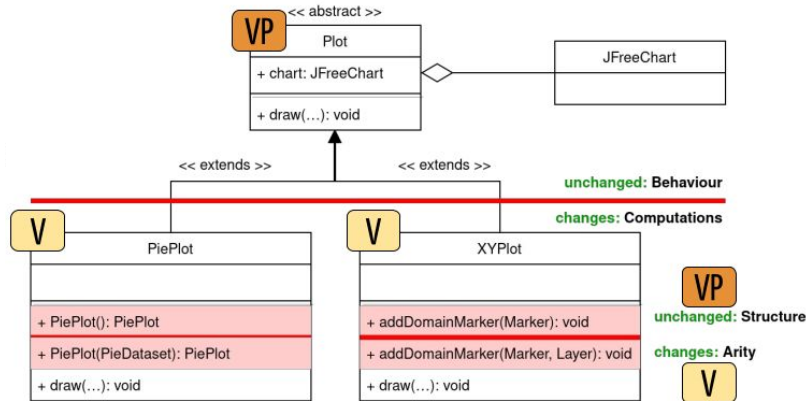 << abstract >>
VP
Plot
+ chart: JFreeChart
+ draw(...): void
JFreeChart
<< extends >>
<< extends >>
unchanged: Behaviour
changes: Computations
V
PiePlot
+ PiePlot(): PiePlot
+ PiePlot(PieDataset): PiePlot
+ draw(...): void
V
XYPlot
+ addDomainMarker(Marker): void
+ addDomainMarker(Marker, Layer): void
+ draw(...): void
VP
unchanged: Structure
changes: Arity
V